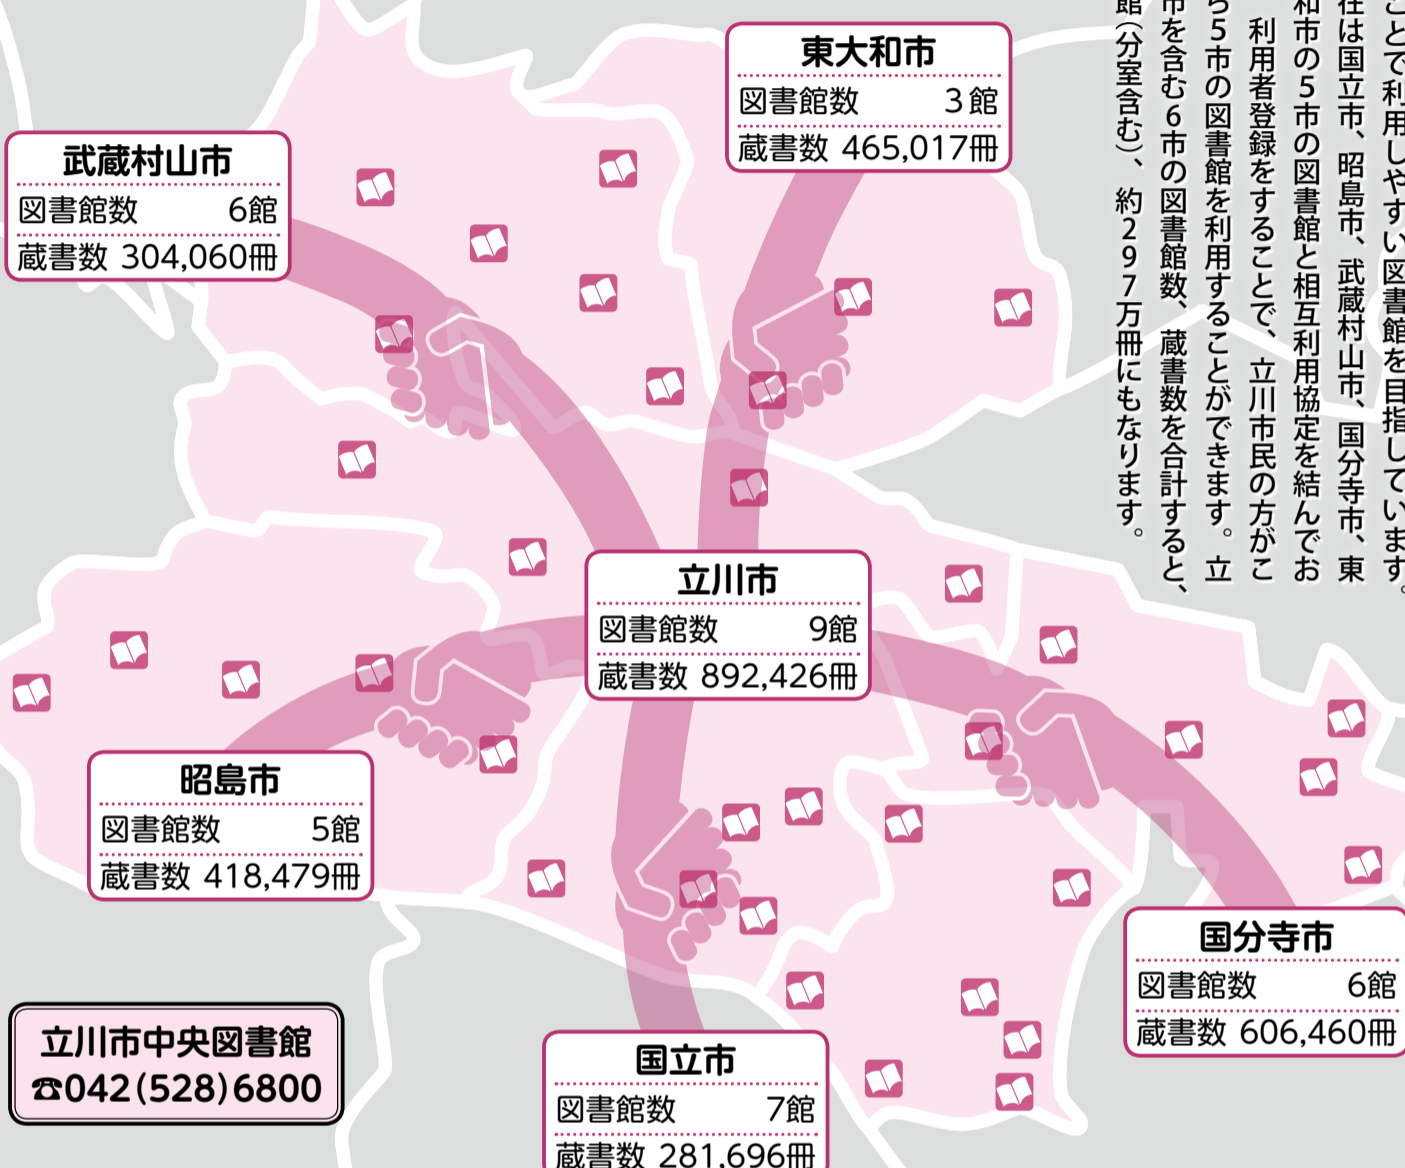 ことで利用しやすい図書館を目指しています。
在は国立市、昭島市、武蔵村山市、国分寺市、東
和市の5市の図書館と相互利用協定を結んでお
利用者登録をすることで、立川市民の方がこ
ら5市の図書館を利用することができます。立
市を含む6市の図書館数、蔵書数を合計すると、
館(分室含む)、約297万冊にもなります。
東大和市
図書館数 3館
蔵書数 465,017冊
武蔵村山市
図書館数 6館
蔵書数 304,060冊
立川市
図書館数 9館
蔵書数 892,426冊
昭島市
図書館数 5館
蔵書数 418,479冊
国分寺市
図書館数 6館
蔵書数 606,460冊
国立市
図書館数 7館
蔵書数 281,696冊
立川市中央図書館
☎042(528)6800